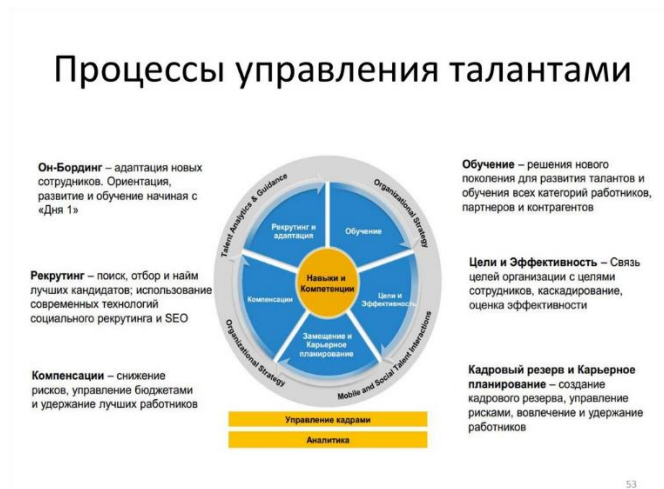 Процессы управления талантами
Он-Бординг – адаптация новых
сотрудников. Ориентация,
развитие и обучение начиная с
«Дня 1»
Рекрутинг – поиск, отбор и найм
лучших кандидатов; использование
современных технологий
социального рекрутинга и SEO
Компенсации – снижение
рисков, управление бюджетами
и удержание лучших работников
Talent Analytics & Guidance
Organizational Strategy
Mobile and Social Talent Interactions
Organizational Strategy
Рекрутинг и
адаптация
Обучение
Цели и
Эффективность
Замещение и
Карьерное
планирование
Компенсации
Навыки и
Компетенции
Управление кадрами
Аналитика
Обучение – решения нового
поколения для развития талантов и
обучения всех категорий работников,
партнеров и контрагентов
Цели и Эффективность – Связь
целей организации с целями
сотрудников, каскадирование,
оценка эффективности
Кадровый резерв и Карьерное
планирование – создание
кадрового резерва, управление
рисками, вовлечение и удержание
работников
53